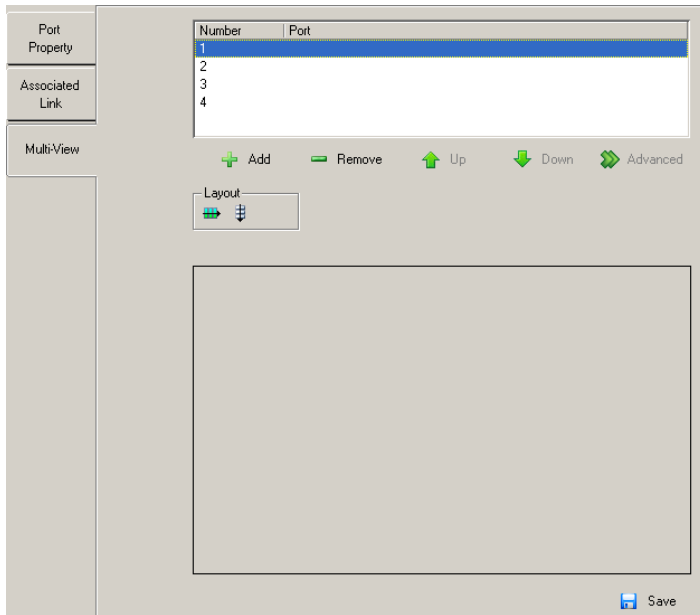 Port
Property
Associated
Link
Multi-View
Number Port
1
2
3
4
Add Remove Up Down Advanced
Layout
Save